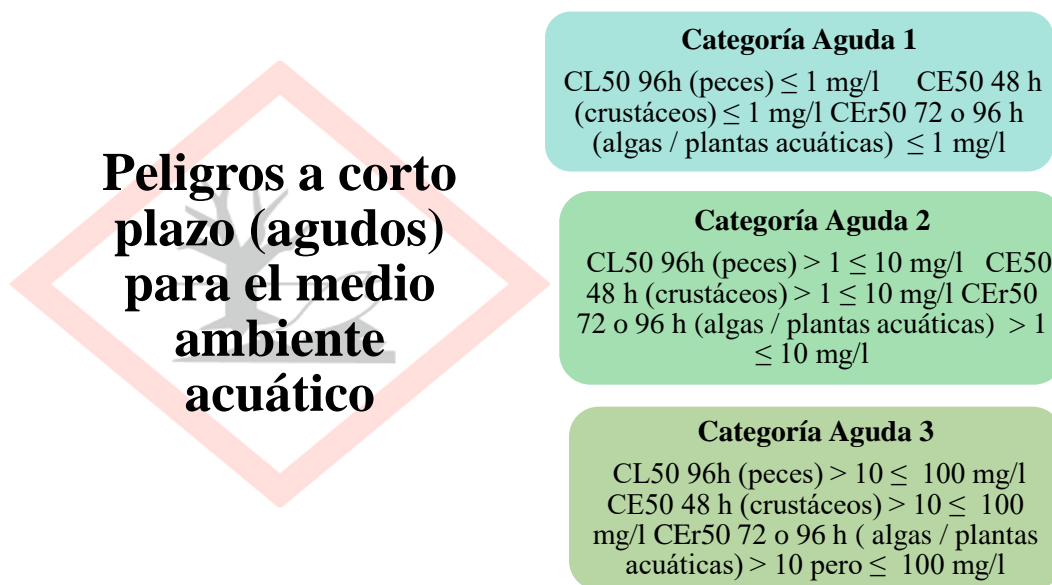 Peligros a corto
plazo (agudos)
para el medio
ambiente
acuático
Categoría Aguda 1
CL50 96h (peces) ≤ 1 mg/l CE50 48 h
(crustáceos) ≤ 1 mg/l CEr50 72 o 96 h
(algas / plantas acuáticas) ≤ 1 mg/l
Categoría Aguda 2
CL50 96h (peces) > 1 ≤ 10 mg/l CE50
48 h (crustáceos) > 1 ≤ 10 mg/l CEr50
72 o 96 h (algas / plantas acuáticas) > 1
≤ 10 mg/l
Categoría Aguda 3
CL50 96h (peces) > 10 ≤ 100 mg/l
CE50 48 h (crustáceos) > 10 ≤ 100
mg/l CEr50 72 o 96 h ( algas / plantas
acuáticas) > 10 pero ≤ 100 mg/l